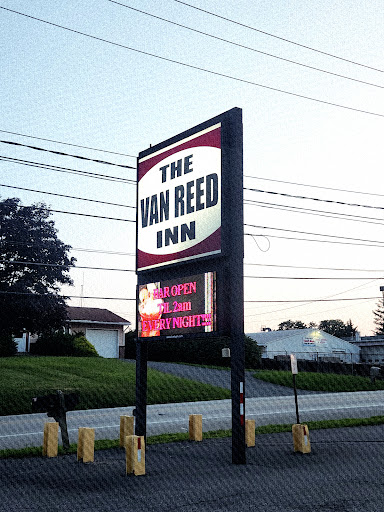 THE
VAN REED
INN
BAR OPEN
TIL 2am
EVERY NIGHT!!!